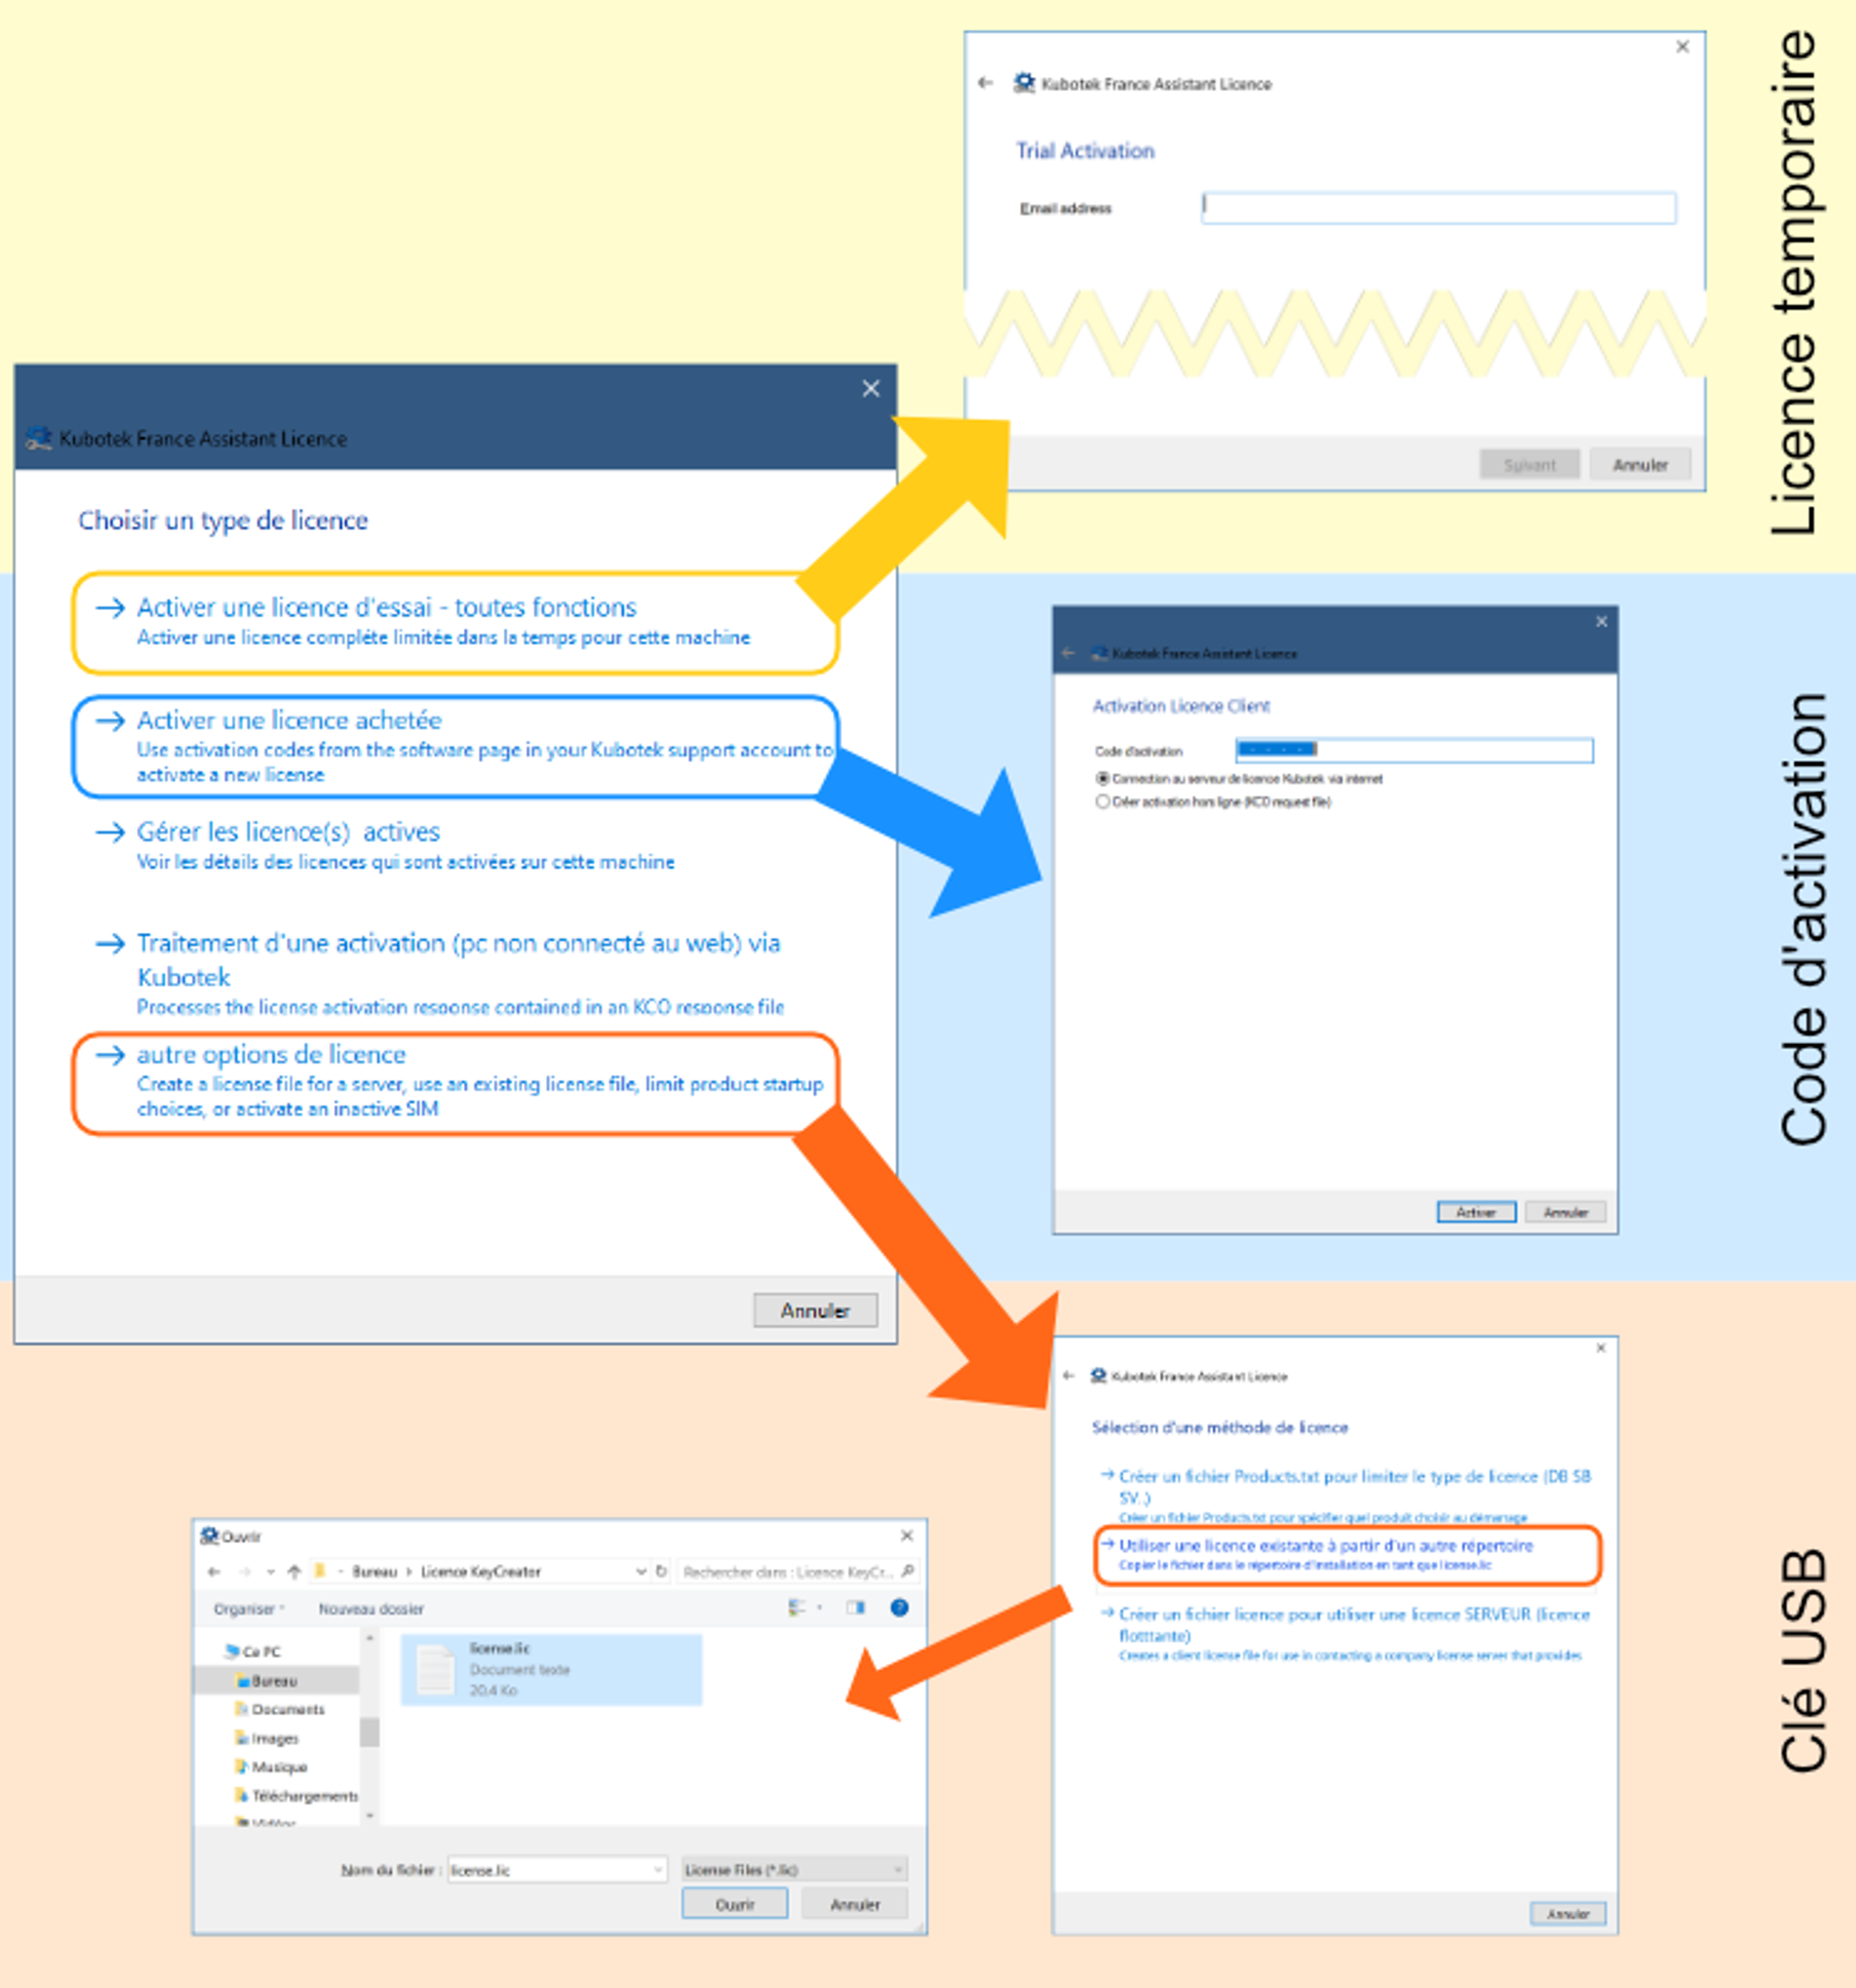 Kubotek France Assistant Licence
Trial Activation
Email address
Suivant
Annuler
Licence temporaire
Kubotek France Assistant Licence
Choisir un type de licence
Activer une licence d'essai - toutes fonctions
Activer une licence complète limitée dans la temps pour cette machine
Activer une licence achetée
Use activation codes from the software page in your Kubotek support account to
activate a new license
Gérer les licence(s) actives
Voir les détails des licences qui sont activées sur cette machine
Traitement d'une activation (pc non connecté au web) via
Kubotek
Processes the license activation response contained in an KCO response file
autre options de licence
Create a license file for a server, use an existing license file, limit product startup
choices, or activate an inactive SIM
Annuler
Kubotek France Assistant Licence
Activation Licence Client
Code d'activation
Connection au serveur de licence Kubotek via internet
Créer activation hors ligne (KCO request file)
Activer
Annuler
Code d'activation
Kubotek France Assistant Licence
Sélection d'une méthode de licence
Créer un fichier Products.txt pour limiter le type de licence (DB SB
SV..)
Créer un fichier Products.txt pour spécifier quel produit choisir au démarrage
Utiliser une licence existante à partir d'un autre répertoire
Copier le fichier dans le répertoire d'installation en tant que license.lic
Créer un fichier licence pour utiliser une licence SERVEUR (licence
flotttante)
Creates a client license file for use in contacting a company license server that provides
Annuler
Clé USB
Ouvrir
Bureau › Licence KeyCreator
Rechercher dans : Licence KeyCr...
Organiser
Nouveau dossier
Ce PC
Bureau
Documents
Images
Musique
Téléchargements
Vidéos
license.lic
Document texte
20,4 Ko
Nom du fichier :
license.lic
License Files (*.lic)
Ouvrir
Annuler